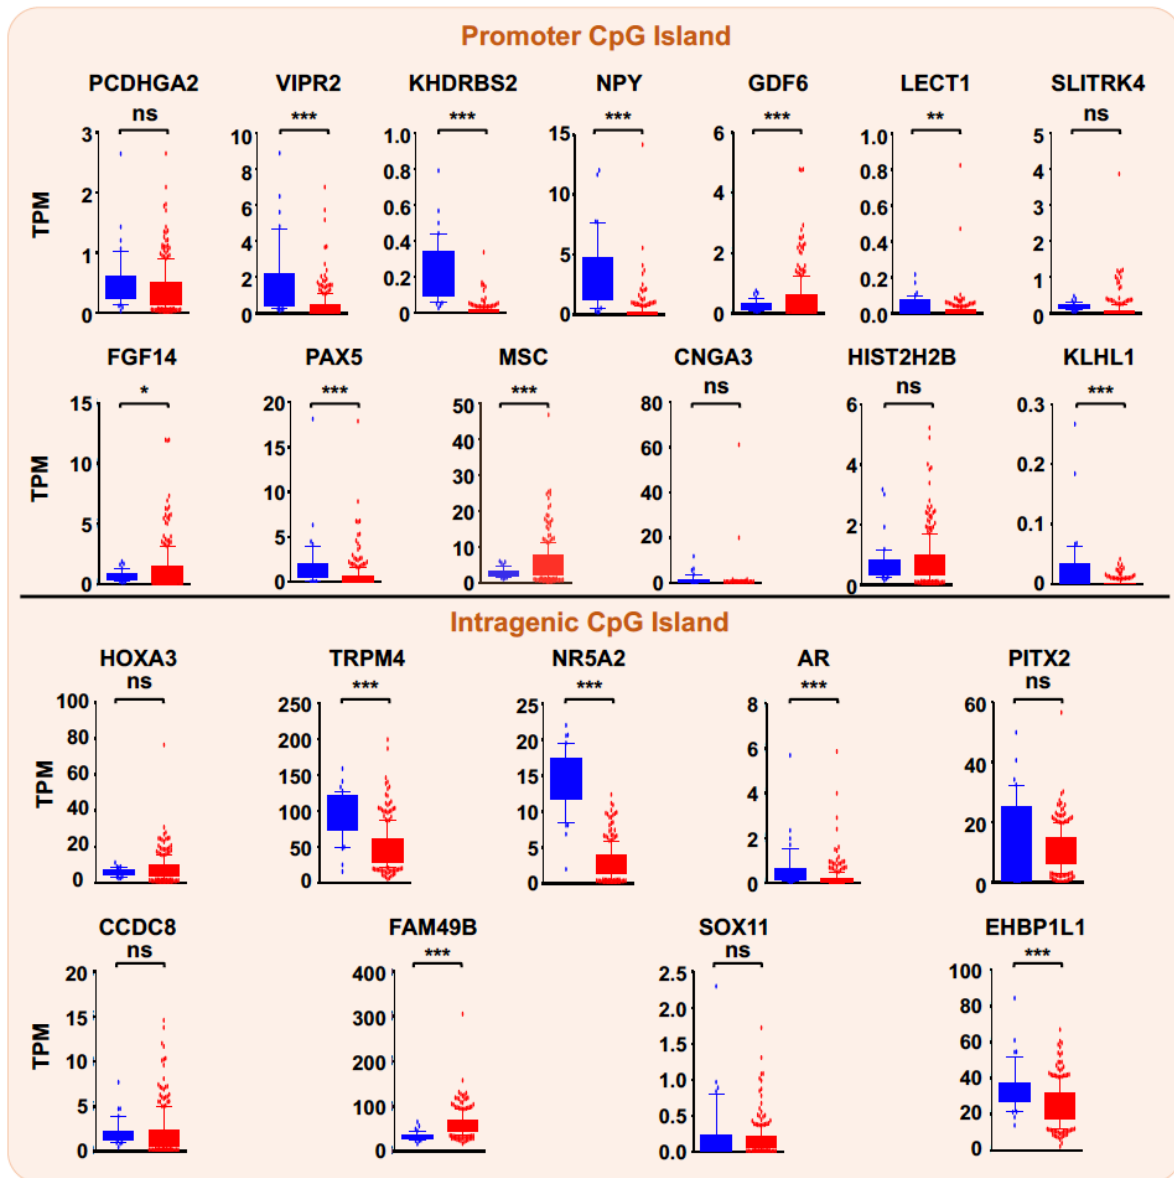 Promoter CpG Island
PCDHGA2 VIPR2 KHDRBS2 NPY GDF6 LECT1 SLITRK4
ns *** *** *** *** ** ns
TPM
3 2 1 0
10 8 6 4 2 0
1.0 0.8 0.6 0.4 0.2 0
15 10 5 0
6 4 2 0
1.0 0.8 0.6 0.4 0.2 0.0
5 4 3 2 1 0
FGF14 PAX5 MSC CNGA3 HIST2H2B KLHL1
* *** *** ns ns ***
TPM
15 10 5 0
20 15 10 5 0
50 40 30 20 10 0
80 60 40 20 0
6 4 2 0
0.3 0.2 0.1 0
Intragenic CpG Island
HOXA3 TRPM4 NR5A2 AR PITX2
ns *** *** *** ns
TPM
100 80 60 40 20 0
250 200 150 100 50 0
25 20 15 10 5 0
8 6 4 2 0
60 40 20 0
CCDC8 FAM49B SOX11 EHBP1L1
ns *** ns ***
TPM
20 15 10 5 0
400 300 200 100 0
2.5 2.0 1.5 1.0 0.5 0.0
100 80 60 40 20 0